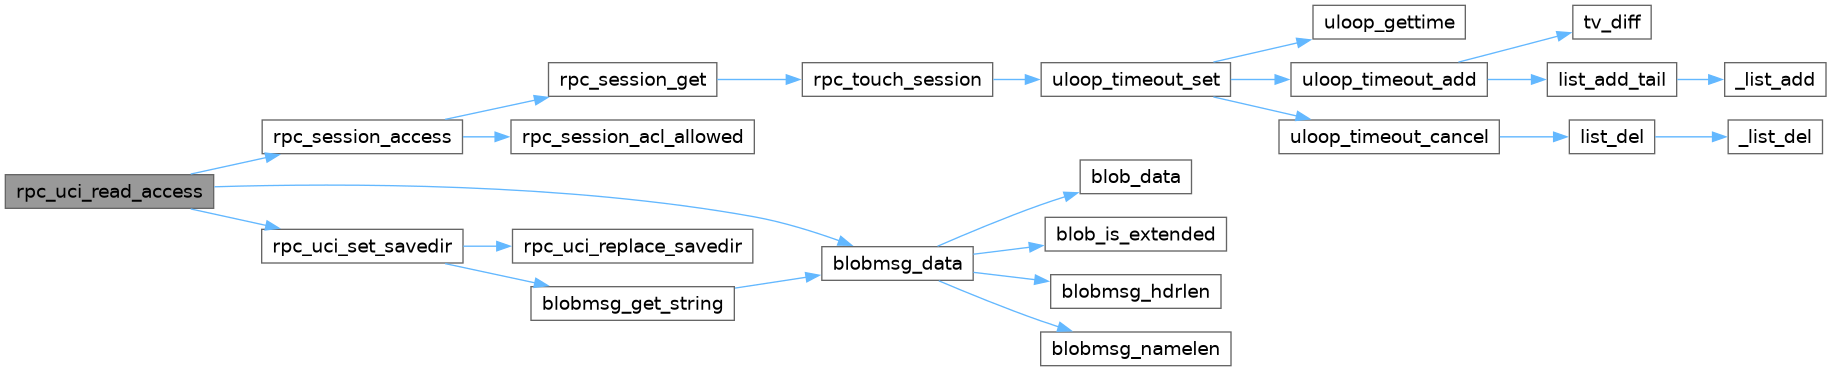 uloop_gettime
tv_diff
rpc_session_get
rpc_touch_session
uloop_timeout_set
uloop_timeout_add
list_add_tail
_list_add
rpc_session_access
rpc_session_acl_allowed
uloop_timeout_cancel
list_del
_list_del
rpc_uci_read_access
blob_data
rpc_uci_set_savedir
rpc_uci_replace_savedir
blobmsg_data
blob_is_extended
blobmsg_get_string
blobmsg_hdrlen
blobmsg_namelen